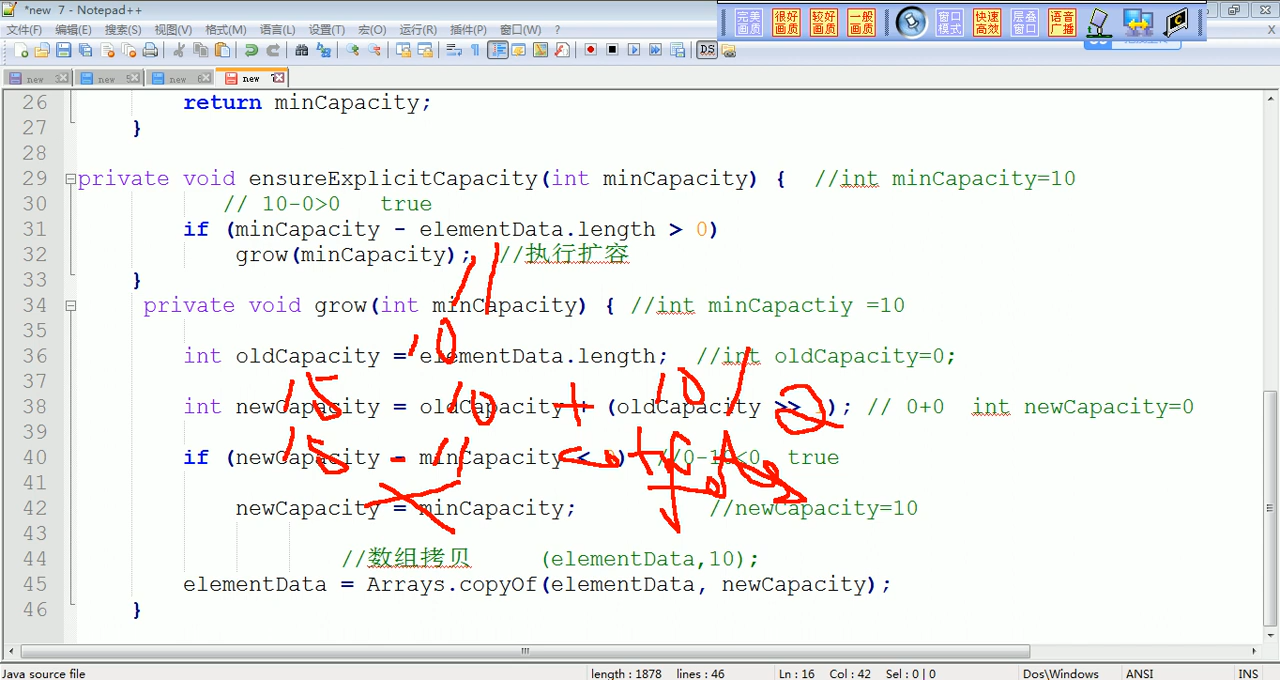 *new 7 - Notepad++
完美画质 很好画质 较好画质 一般画质 窗口模式 快速高效 层叠窗口 语音广播
文件(F) 编辑(E) 搜索(S) 视图(V) 格式(M) 语言(L) 设置(T) 宏(O) 运行(R) 插件(P) 窗口(W) ? X
new new new new 7
26 return minCapacity;
27 }
28
29 private void ensureExplicitCapacity(int minCapacity) { //int minCapacity=10
30 // 10-0>0 true
31 if (minCapacity - elementData.length > 0)
32 grow(minCapacity); //执行扩容
11
33 }
34 private void grow(int minCapacity) { //int minCapactiy =10
35
10
36 int oldCapacity = elementData.length; //int oldCapacity=0;
37
15 10 + 10 / 2
38 int newCapacity = oldCapacity + (oldCapacity >> 1); // 0+0 int newCapacity=0
39
15 - 11 <
40 if (newCapacity - minCapacity < 0) //0-10<0 true
41
42 newCapacity = minCapacity; //newCapacity=10
43
44 //数组拷贝 (elementData,10);
45 elementData = Arrays.copyOf(elementData, newCapacity);
46 }
Java source file length : 1878 lines : 46 Ln : 16 Col : 42 Sel : 0 | 0 Dos\Windows ANSI INS